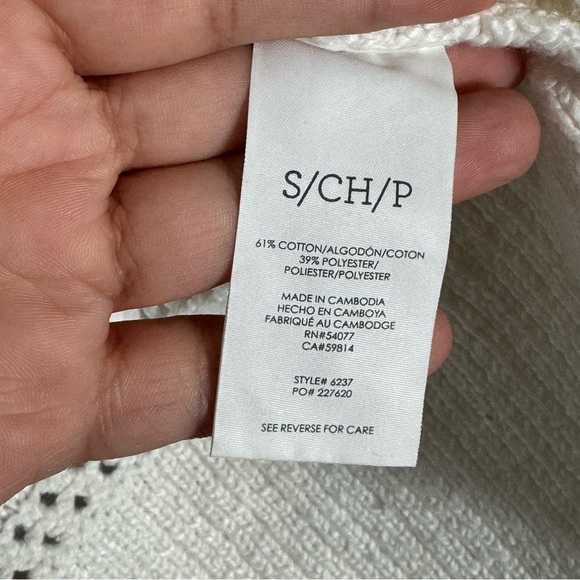 S/CH/P
61% COTTON/ALGODÓN/COTON
39% POLYESTER/
POLIESTER/POLYESTER
MADE IN CAMBODIA
HECHO EN CAMBOYA
FABRIQUÉ AU CAMBODGE
RN#54077
CA#59814
STYLE# 6237
PO# 227620
SEE REVERSE FOR CARE